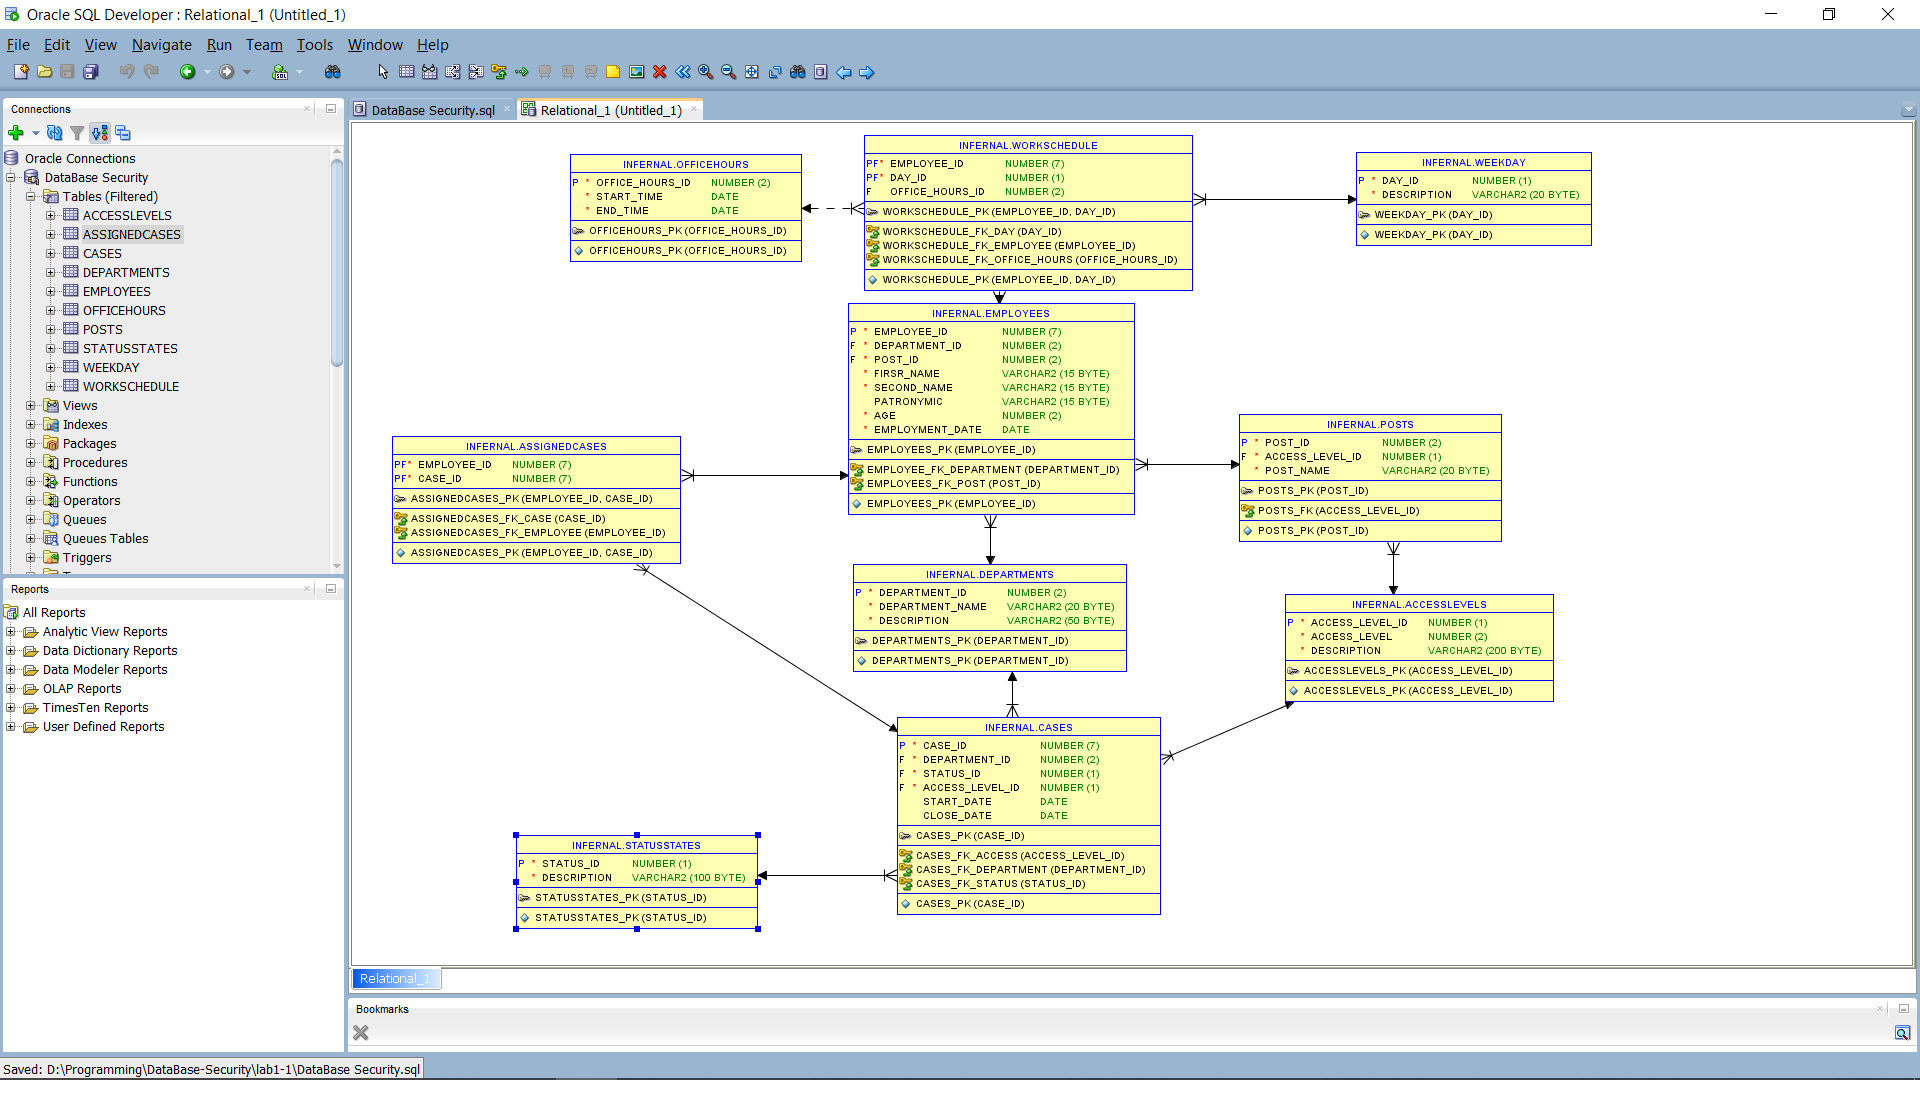 Oracle SQL Developer : Relational_1 (Untitled_1)
File Edit View Navigate Run Team Tools Window Help
Connections
Oracle Connections
DataBase Security
Tables (Filtered)
ACCESSLEVELS
ASSIGNEDCASES
CASES
DEPARTMENTS
EMPLOYEES
OFFICEHOURS
POSTS
STATUSSTATES
WEEKDAY
WORKSCHEDULE
Views
Indexes
Packages
Procedures
Functions
Operators
Queues
Queues Tables
Triggers
Reports
All Reports
Analytic View Reports
Data Dictionary Reports
Data Modeler Reports
OLAP Reports
TimesTen Reports
User Defined Reports
DataBase Security.sql
Relational_1 (Untitled_1)
INFERNAL.OFFICEHOURS
P * OFFICE_HOURS_ID NUMBER (2)
* START_TIME DATE
* END_TIME DATE
OFFICEHOURS_PK (OFFICE_HOURS_ID)
OFFICEHOURS_PK (OFFICE_HOURS_ID)
INFERNAL.WORKSCHEDULE
PF* EMPLOYEE_ID NUMBER (7)
PF* DAY_ID NUMBER (1)
F OFFICE_HOURS_ID NUMBER (2)
WORKSCHEDULE_PK (EMPLOYEE_ID, DAY_ID)
WORKSCHEDULE_FK_DAY (DAY_ID)
WORKSCHEDULE_FK_EMPLOYEE (EMPLOYEE_ID)
WORKSCHEDULE_FK_OFFICE_HOURS (OFFICE_HOURS_ID)
WORKSCHEDULE_PK (EMPLOYEE_ID, DAY_ID)
INFERNAL.WEEKDAY
P * DAY_ID NUMBER (1)
* DESCRIPTION VARCHAR2 (20 BYTE)
WEEKDAY_PK (DAY_ID)
WEEKDAY_PK (DAY_ID)
INFERNAL.EMPLOYEES
P * EMPLOYEE_ID NUMBER (7)
F * DEPARTMENT_ID NUMBER (2)
F * POST_ID NUMBER (2)
* FIRSR_NAME VARCHAR2 (15 BYTE)
* SECOND_NAME VARCHAR2 (15 BYTE)
PATRONYMIC VARCHAR2 (15 BYTE)
* AGE NUMBER (2)
* EMPLOYMENT_DATE DATE
EMPLOYEES_PK (EMPLOYEE_ID)
EMPLOYEE_FK_DEPARTMENT (DEPARTMENT_ID)
EMPLOYEES_FK_POST (POST_ID)
EMPLOYEES_PK (EMPLOYEE_ID)
INFERNAL.ASSIGNEDCASES
PF* EMPLOYEE_ID NUMBER (7)
PF* CASE_ID NUMBER (7)
ASSIGNEDCASES_PK (EMPLOYEE_ID, CASE_ID)
ASSIGNEDCASES_FK_CASE (CASE_ID)
ASSIGNEDCASES_FK_EMPLOYEE (EMPLOYEE_ID)
ASSIGNEDCASES_PK (EMPLOYEE_ID, CASE_ID)
INFERNAL.POSTS
P * POST_ID NUMBER (2)
F * ACCESS_LEVEL_ID NUMBER (1)
* POST_NAME VARCHAR2 (20 BYTE)
POSTS_PK (POST_ID)
POSTS_FK (ACCESS_LEVEL_ID)
POSTS_PK (POST_ID)
INFERNAL.DEPARTMENTS
P * DEPARTMENT_ID NUMBER (2)
* DEPARTMENT_NAME VARCHAR2 (20 BYTE)
* DESCRIPTION VARCHAR2 (50 BYTE)
DEPARTMENTS_PK (DEPARTMENT_ID)
DEPARTMENTS_PK (DEPARTMENT_ID)
INFERNAL.ACCESSLEVELS
P * ACCESS_LEVEL_ID NUMBER (1)
* ACCESS_LEVEL NUMBER (2)
* DESCRIPTION VARCHAR2 (200 BYTE)
ACCESSLEVELS_PK (ACCESS_LEVEL_ID)
ACCESSLEVELS_PK (ACCESS_LEVEL_ID)
INFERNAL.CASES
P * CASE_ID NUMBER (7)
F * DEPARTMENT_ID NUMBER (2)
F * STATUS_ID NUMBER (1)
F * ACCESS_LEVEL_ID NUMBER (1)
START_DATE DATE
CLOSE_DATE DATE
CASES_PK (CASE_ID)
CASES_FK_ACCESS (ACCESS_LEVEL_ID)
CASES_FK_DEPARTMENT (DEPARTMENT_ID)
CASES_FK_STATUS (STATUS_ID)
CASES_PK (CASE_ID)
INFERNAL.STATUSSTATES
P * STATUS_ID NUMBER (1)
* DESCRIPTION VARCHAR2 (100 BYTE)
STATUSSTATES_PK (STATUS_ID)
STATUSSTATES_PK (STATUS_ID)
Relational_1
Bookmarks
Saved: D:\Programming\DataBase-Security\lab1-1\DataBase Security.sql